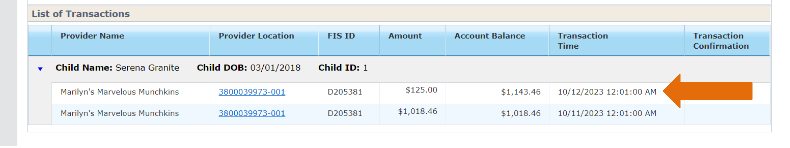 List of Transactions
Provider Name Provider Location FIS ID Amount Account Balance Transaction Time Transaction Confirmation
Child Name: Serena Granite Child DOB: 03/01/2018 Child ID: 1
Marilyn's Marvelous Munchkins 3800039973-001 D205381 $125.00 $1,143.46 10/12/2023 12:01:00 AM
Marilyn's Marvelous Munchkins 3800039973-001 D205381 $1,018.46 $1,018.46 10/11/2023 12:01:00 AM